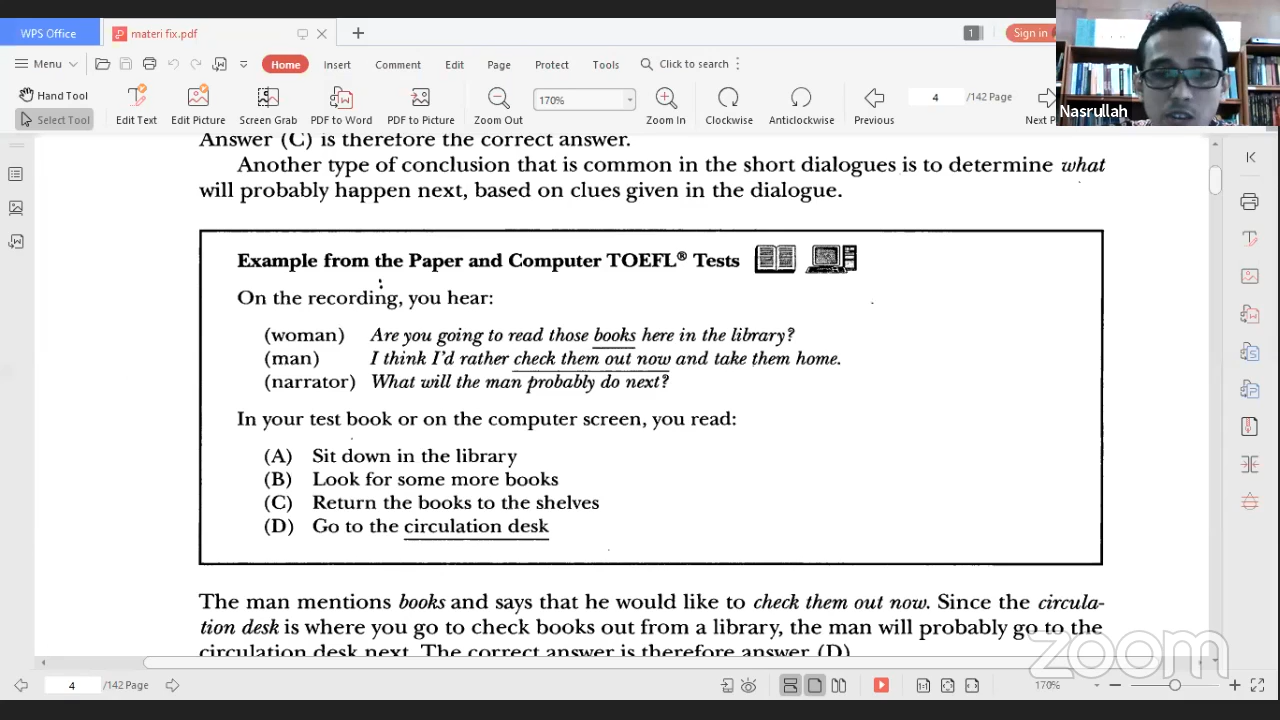 WPS Office
materi fix.pdf
1
Sign in
Menu
Home
Insert
Comment
Edit
Page
Protect
Tools
Click to search
Hand Tool
Select Tool
Edit Text
Edit Picture
Screen Grab
PDF to Word
PDF to Picture
Zoom Out
170%
Zoom In
Clockwise
Anticlockwise
Previous
4
/142 Page
Next P
Nasrullah
Answer (C) is therefore the correct answer.
Another type of conclusion that is common in the short dialogues is to determine what
will probably happen next, based on clues given in the dialogue.
Example from the Paper and Computer TOEFL® Tests
On the recording, you hear:
(woman) Are you going to read those books here in the library?
(man) I think I'd rather check them out now and take them home.
(narrator) What will the man probably do next?
In your test book or on the computer screen, you read:
(A) Sit down in the library
(B) Look for some more books
(C) Return the books to the shelves
(D) Go to the circulation desk
The man mentions books and says that he would like to check them out now. Since the circula-
tion desk is where you go to check books out from a library, the man will probably go to the
circulation desk next. The correct answer is therefore answer (D).
zoom
4 /142 Page
170%